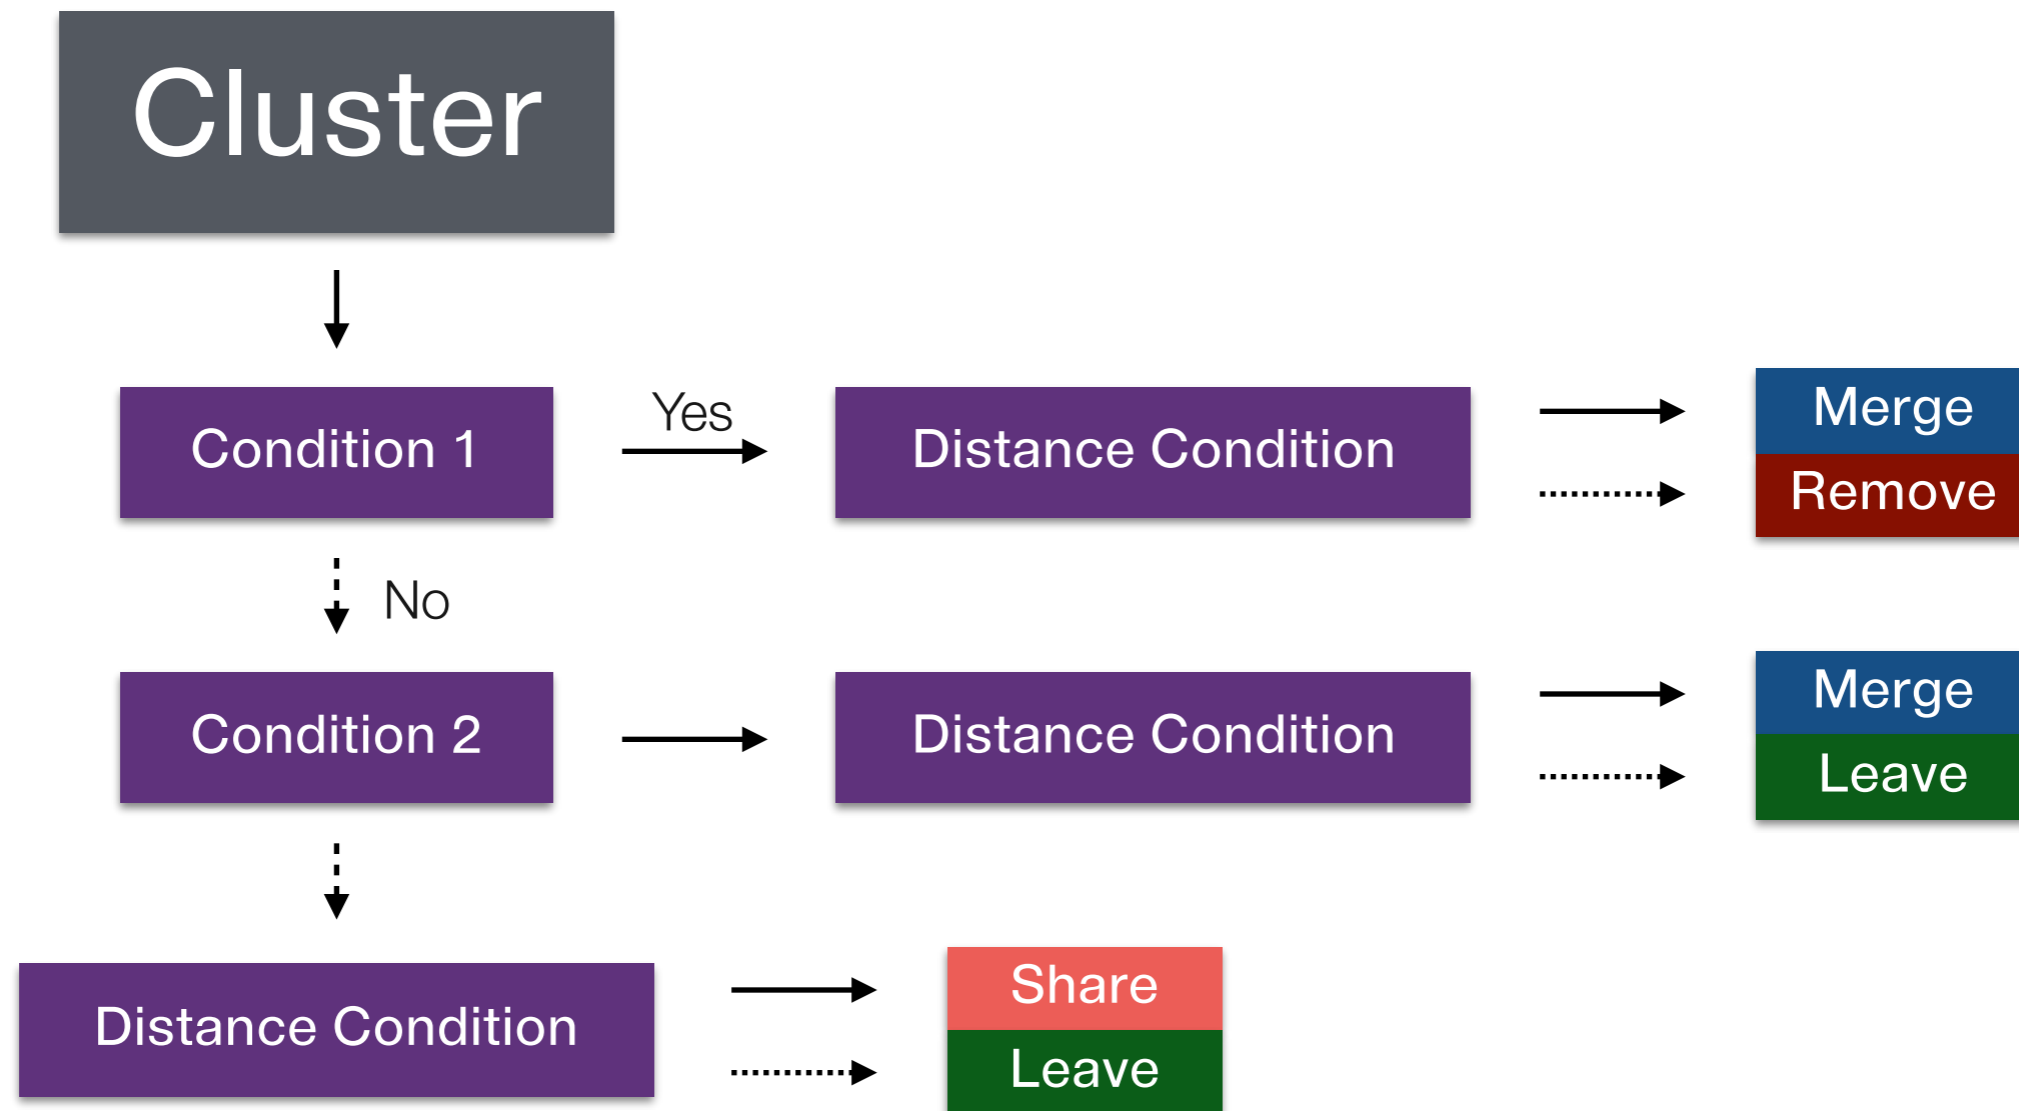 Cluster
Yes
Condition 1
Distance Condition
Merge
Remove
No
Condition 2
Distance Condition
Merge
Leave
Distance Condition
Share
Leave